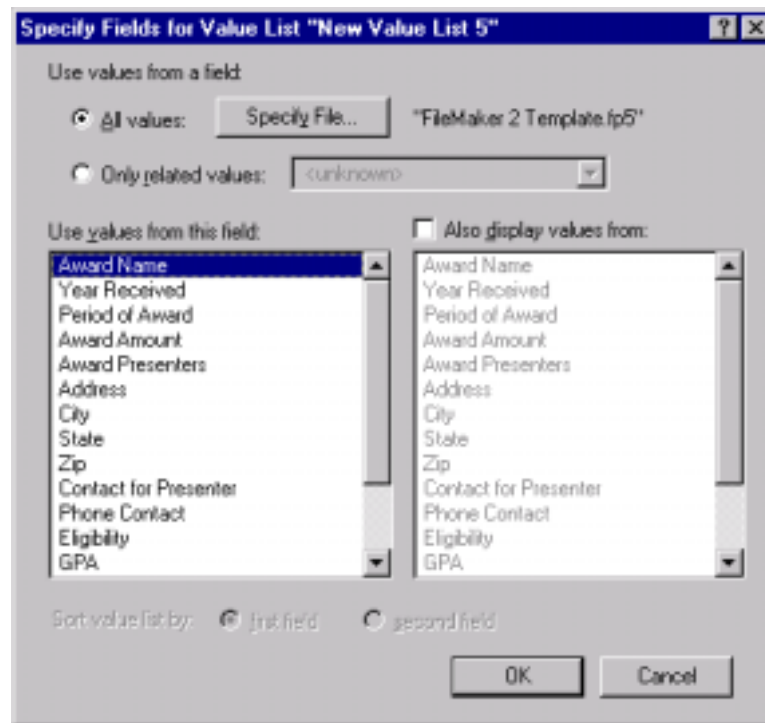 Specify Fields for Value List "New Value List 5"
Use values from a field:
All values: Specify File... "FileMaker 2 Template.fp5"
Only related values: <unknown>
Use values from this field: Also display values from:
Award Name Award Name
Year Received Year Received
Period of Award Period of Award
Award Amount Award Amount
Award Presenters Award Presenters
Address Address
City City
State State
Zip Zip
Contact for Presenter Contact for Presenter
Phone Contact Phone Contact
Eligibility Eligibility
GPA GPA
Sort value list by: first field second field
OK Cancel